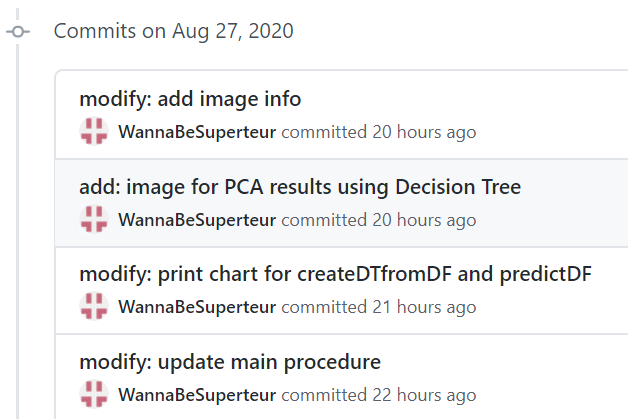 Commits on Aug 27, 2020
modify: add image info
WannaBeSuperteur committed 20 hours ago
add: image for PCA results using Decision Tree
WannaBeSuperteur committed 20 hours ago
modify: print chart for createDTfromDF and predictDF
WannaBeSuperteur committed 21 hours ago
modify: update main procedure
WannaBeSuperteur committed 22 hours ago